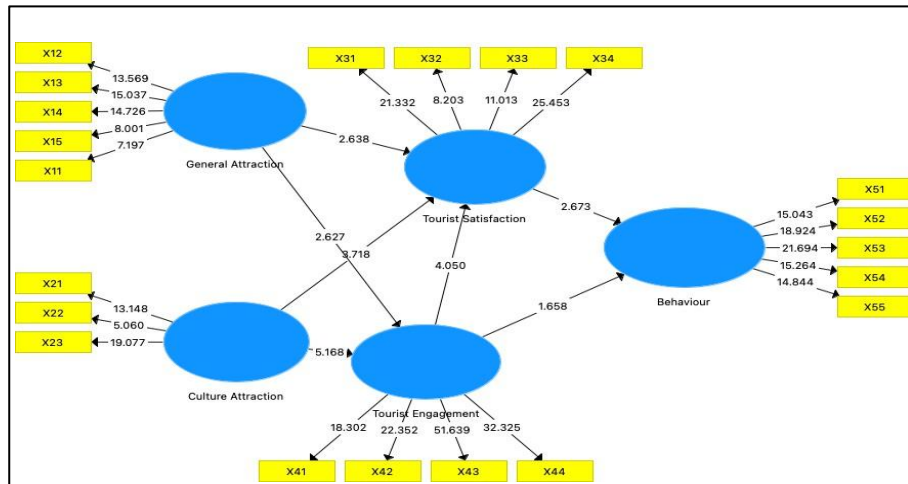 X12
X13
X14
X15
X11
13.569
15.037
14.726
8.001
7.197
General Attraction
X31
X32
X33
X34
21.332
8.203
11.013
25.453
2.638
Tourist Satisfaction
2.627
3.718
4.050
2.673
1.658
X51
X52
X53
X54
X55
15.043
18.924
21.694
15.264
14.844
Behaviour
X21
X22
X23
13.148
5.060
19.077
Culture Attraction
5.168
Tourist Engagement
18.302
22.352
51.639
32.325
X41
X42
X43
X44